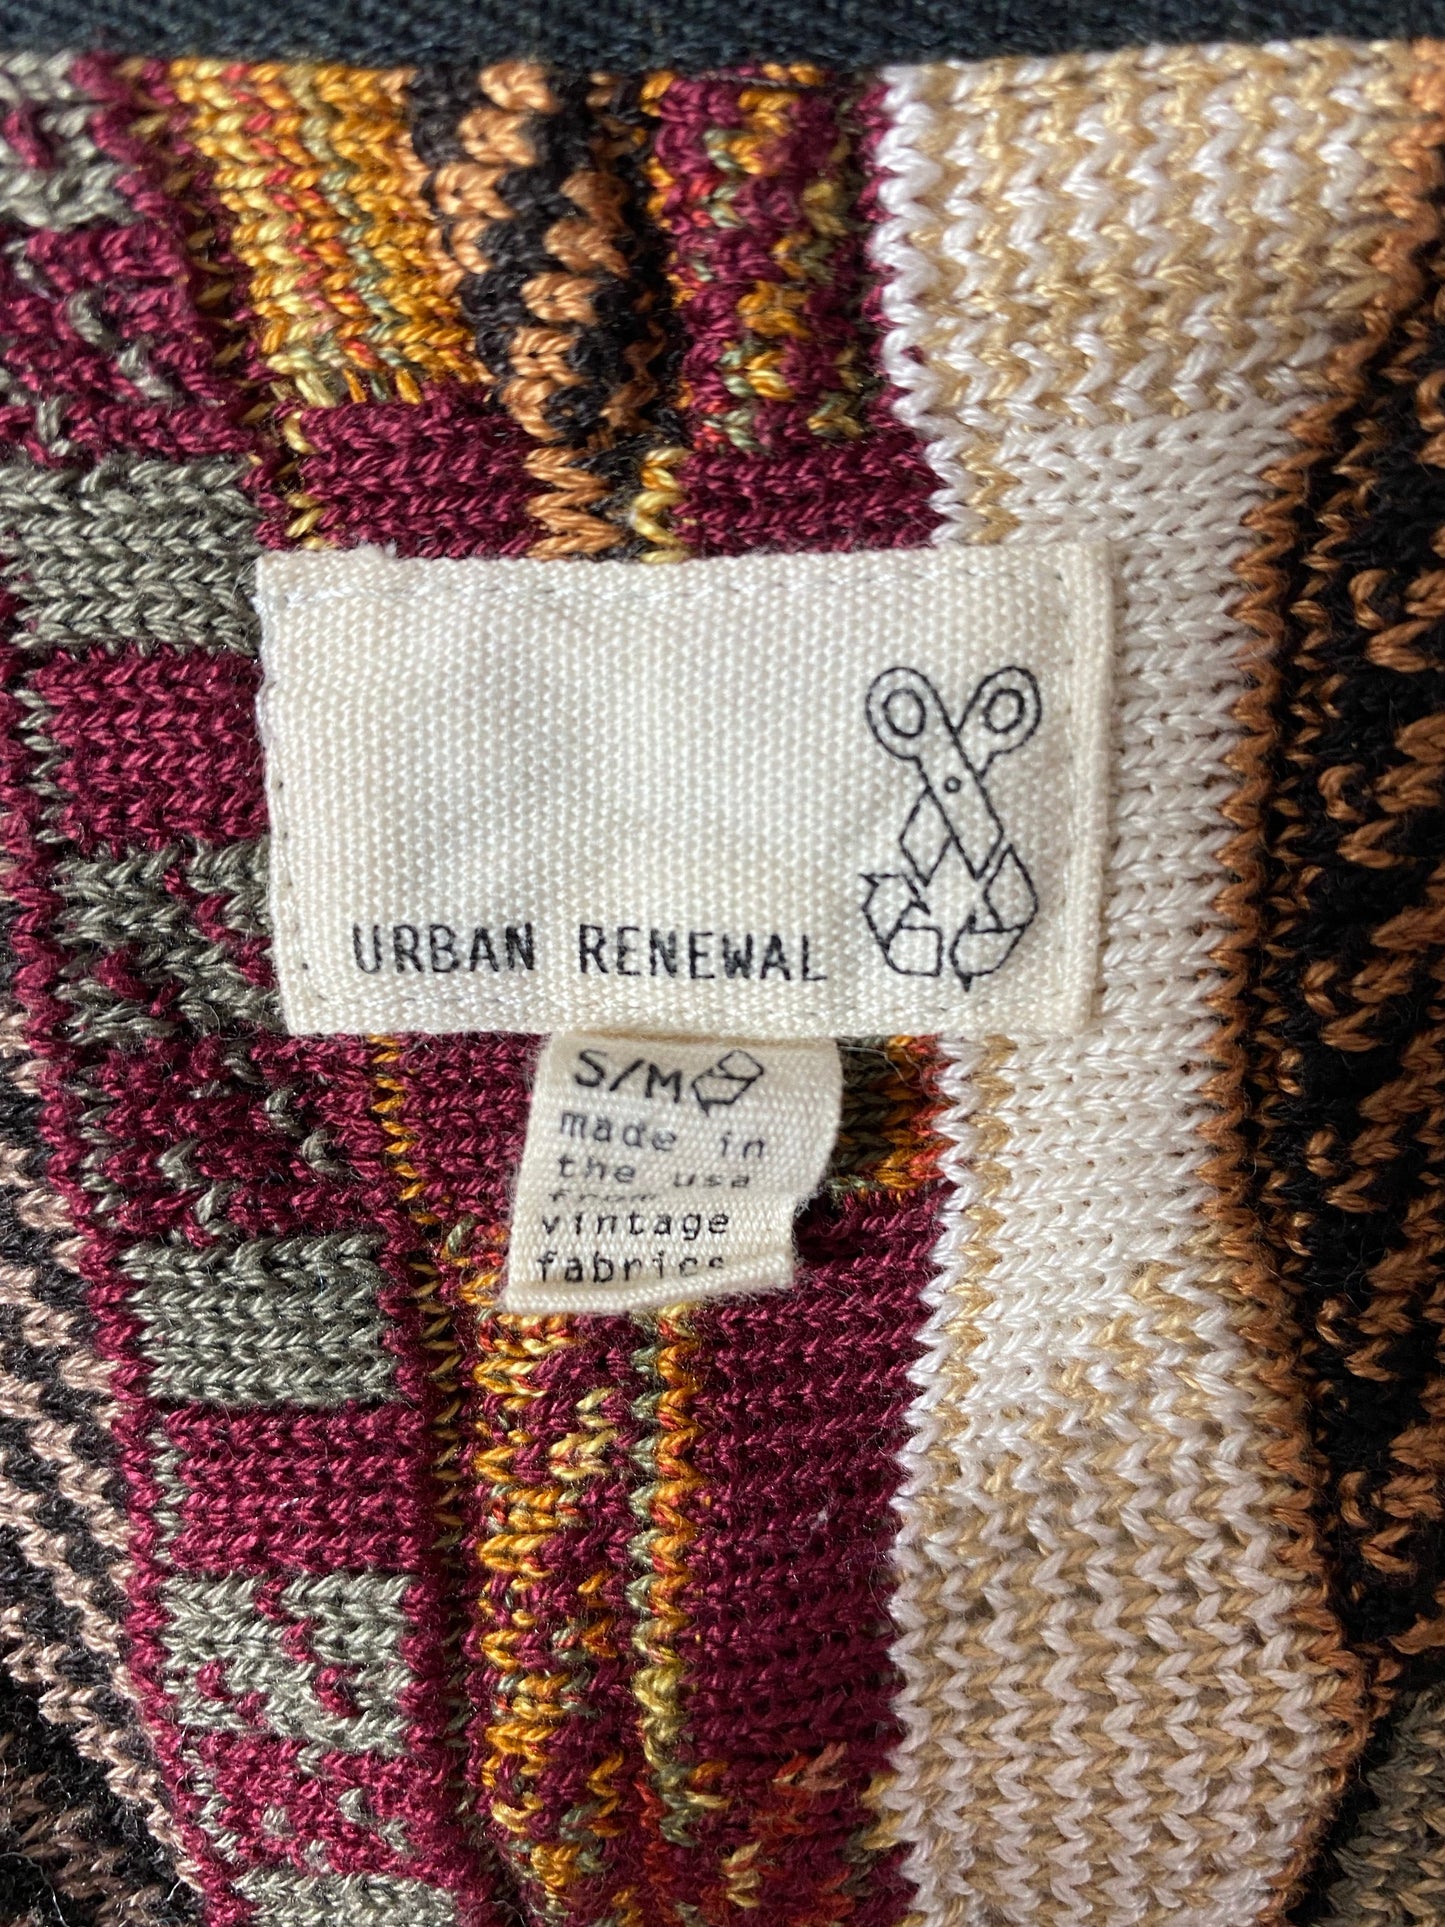 URBAN RENEWAL
S/M
made in
the usa
from
vintage
fabrics